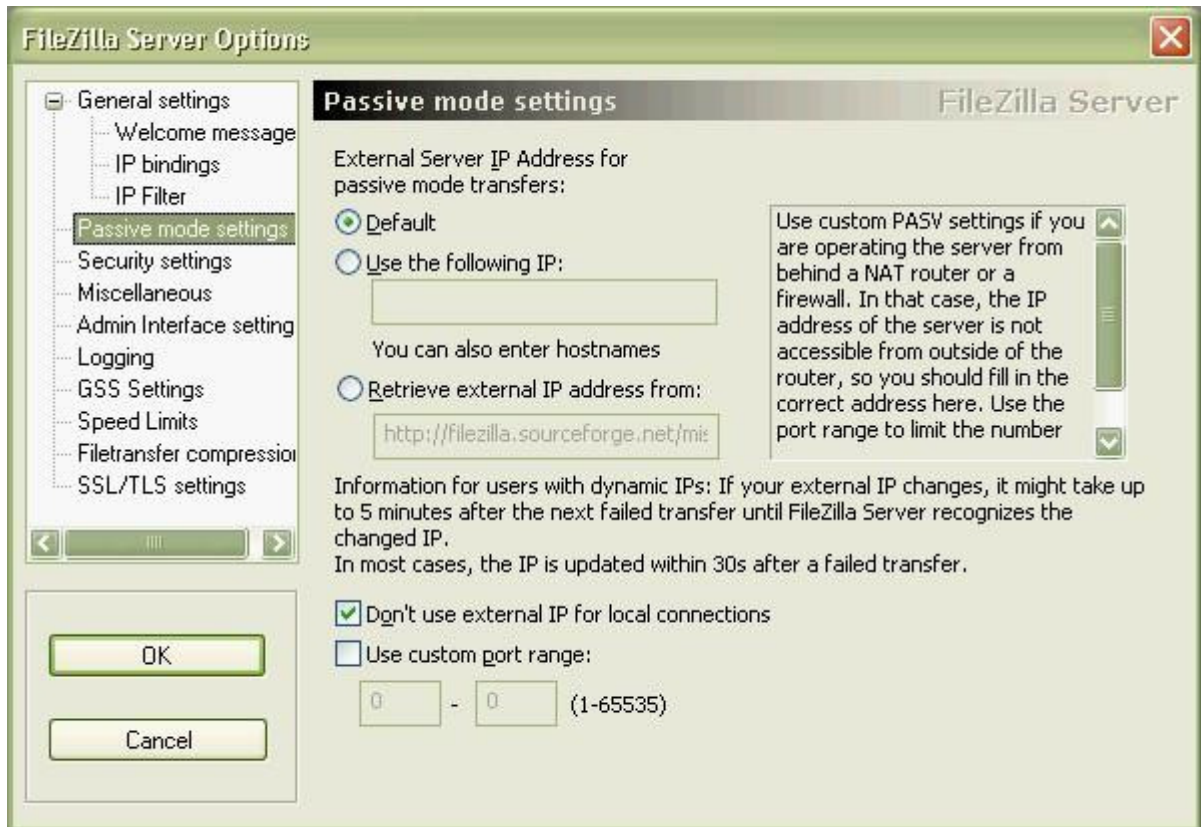 FileZilla Server Options
General settings
Welcome message
IP bindings
IP Filter
Passive mode settings
Security settings
Miscellaneous
Admin Interface setting
Logging
GSS Settings
Speed Limits
Filetransfer compression
SSL/TLS settings
OK
Cancel
Passive mode settings
FileZilla Server
External Server IP Address for
passive mode transfers:
Default
Use the following IP:
You can also enter hostnames
Retrieve external IP address from:
http://filezilla.sourceforge.net/mis
Use custom PASV settings if you
are operating the server from
behind a NAT router or a
firewall. In that case, the IP
address of the server is not
accessible from outside of the
router, so you should fill in the
correct address here. Use the
port range to limit the number
Information for users with dynamic IPs: If your external IP changes, it might take up
to 5 minutes after the next failed transfer until FileZilla Server recognizes the
changed IP.
In most cases, the IP is updated within 30s after a failed transfer.
Don't use external IP for local connections
Use custom port range:
0 - 0 (1-65535)